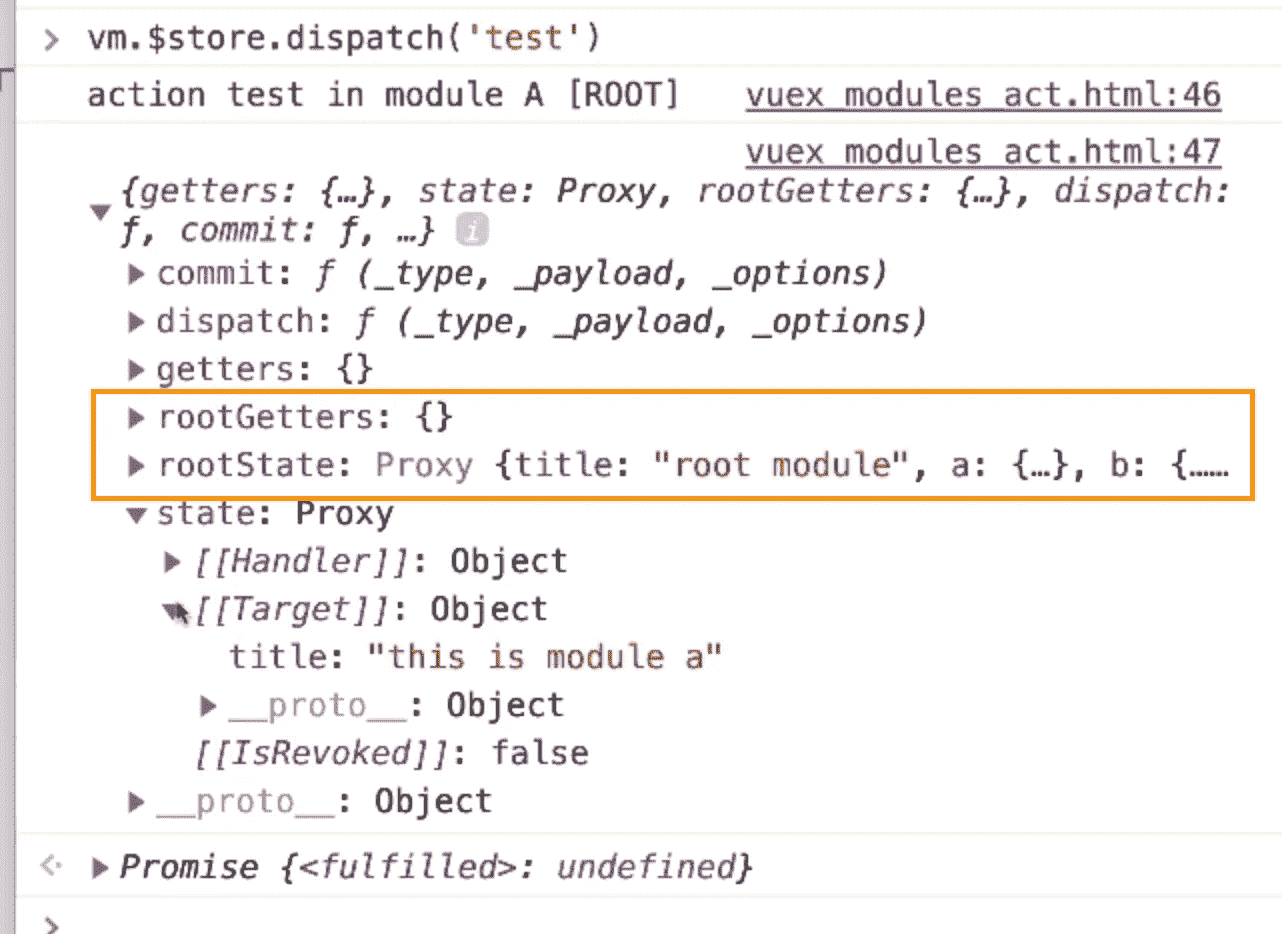 > vm.$store.dispatch('test')
action test in module A [ROOT] vuex_modules_act.html:46
vuex_modules_act.html:47
▼ {getters: {…}, state: Proxy, rootGetters: {…}, dispatch:
f, commit: f, …} i
▶ commit: f (_type, _payload, _options)
▶ dispatch: f (_type, _payload, _options)
▶ getters: {}
▶ rootGetters: {}
▶ rootState: Proxy {title: "root module", a: {…}, b: {……
▼ state: Proxy
▶ [[Handler]]: Object
▼ [[Target]]: Object
title: "this is module a"
▶ __proto__: Object
[[IsRevoked]]: false
▶ __proto__: Object
▶ Promise {<fulfilled>: undefined}
>